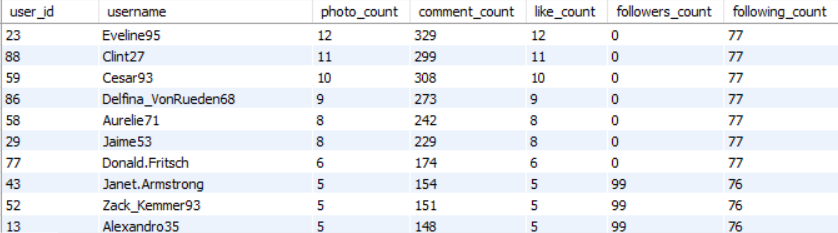 user_id username photo_count comment_count like_count followers_count following_count
23 Eveline95 12 329 12 0 77
88 Clint27 11 299 11 0 77
59 Cesar93 10 308 10 0 77
86 Delfina_VonRueden68 9 273 9 0 77
58 Aurelie71 8 242 8 0 77
29 Jaime53 8 229 8 0 77
77 Donald.Fritsch 6 174 6 0 77
43 Janet.Armstrong 5 154 5 99 76
52 Zack_Kemmer93 5 151 5 99 76
13 Alexandro35 5 148 5 99 76